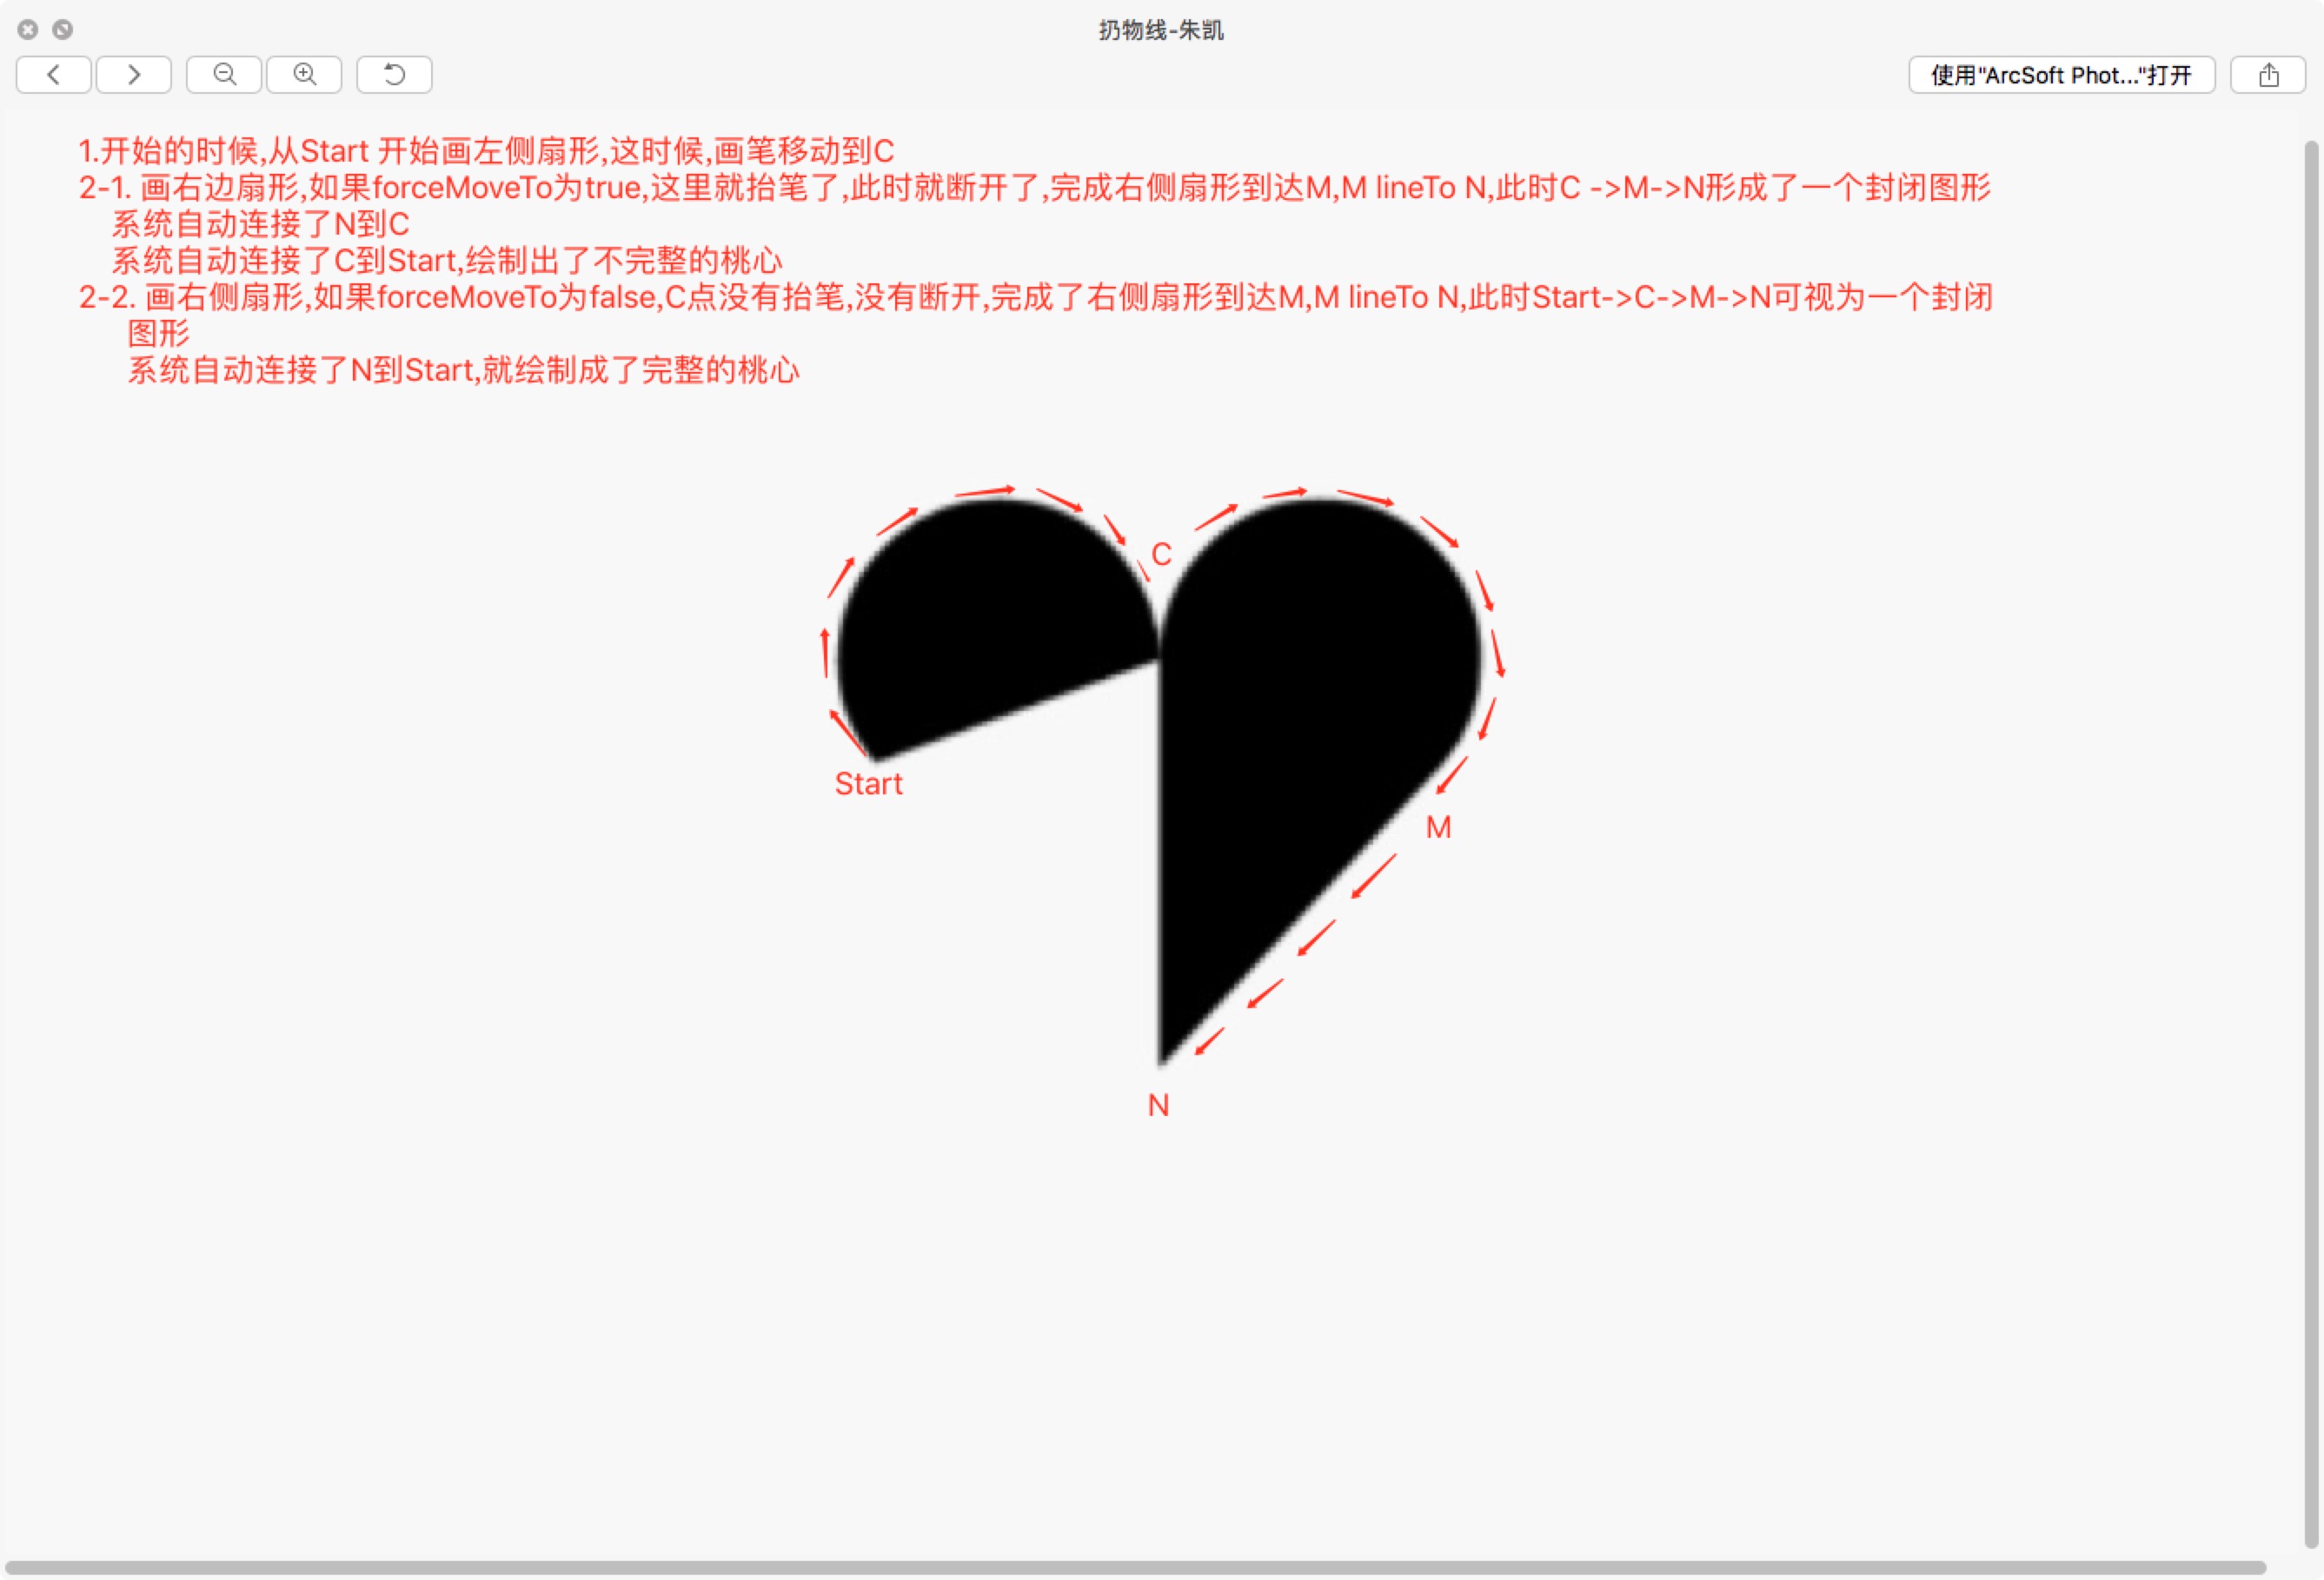 扔物线-朱凯
使用"ArcSoft Phot..."打开
1.开始的时候,从Start 开始画左侧扇形,这时候,画笔移动到C
2-1. 画右边扇形,如果forceMoveTo为true,这里就抬笔了,此时就断开了,完成右侧扇形到达M,M lineTo N,此时C ->M->N形成了一个封闭图形
系统自动连接了N到C
系统自动连接了C到Start,绘制出了不完整的桃心
2-2. 画右侧扇形,如果forceMoveTo为false,C点没有抬笔,没有断开,完成了右侧扇形到达M,M lineTo N,此时Start->C->M->N可视为一个封闭
图形
系统自动连接了N到Start,就绘制成了完整的桃心
C
Start
M
N